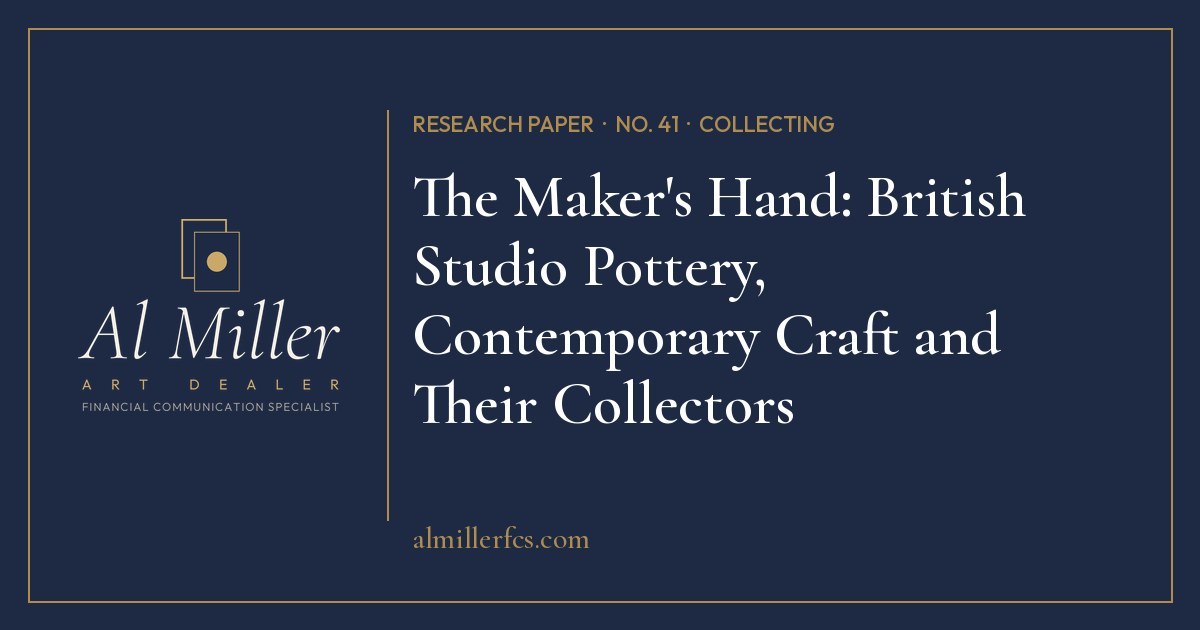 Al Miller
ART DEALER
FINANCIAL COMMUNICATION SPECIALIST
RESEARCH PAPER · NO. 41 · COLLECTING
The Maker's Hand: British
Studio Pottery,
Contemporary Craft and
Their Collectors
almillerfcs.com